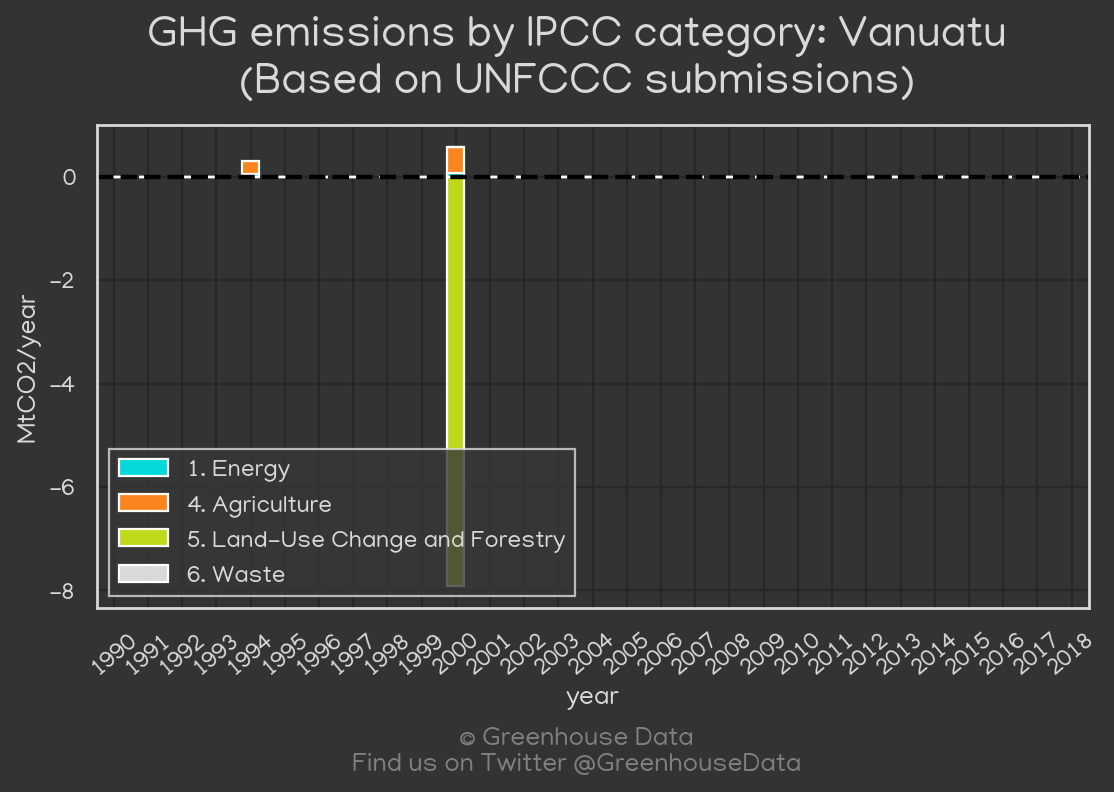 GHG emissions by IPCC category: Vanuatu
(Based on UNFCCC submissions)
MtCO2/year
0
−2
−4
−6
−8
1. Energy
4. Agriculture
5. Land-Use Change and Forestry
6. Waste
1990 1991 1992 1993 1994 1995 1996 1997 1998 1999 2000 2001 2002 2003 2004 2005 2006 2007 2008 2009 2010 2011 2012 2013 2014 2015 2016 2017 2018
year
© Greenhouse Data
Find us on Twitter @GreenhouseData